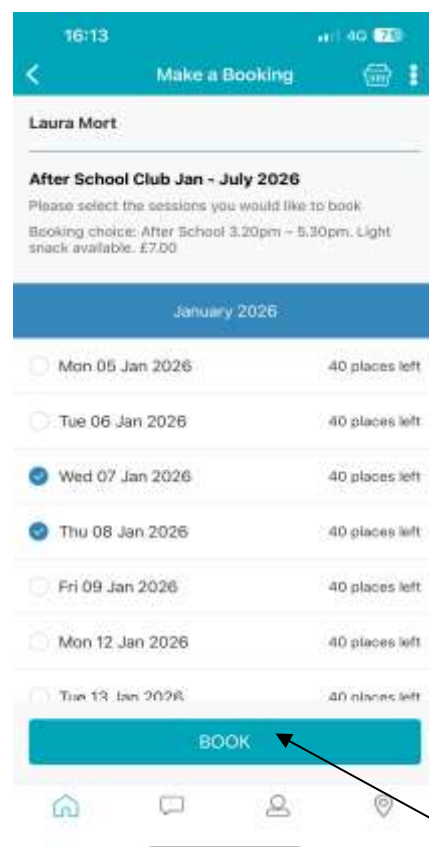 16:13
4G 78
Make a Booking
Laura Mort
After School Club Jan - July 2026
Please select the sessions you would like to book
Booking choice: After School 3.20pm – 5.30pm. Light
snack available. £7.00
January 2026
Mon 05 Jan 2026 40 places left
Tue 06 Jan 2026 40 places left
Wed 07 Jan 2026 40 places left
Thu 08 Jan 2026 40 places left
Fri 09 Jan 2026 40 places left
Mon 12 Jan 2026 40 places left
Tue 13 Jan 2026 40 places left
BOOK